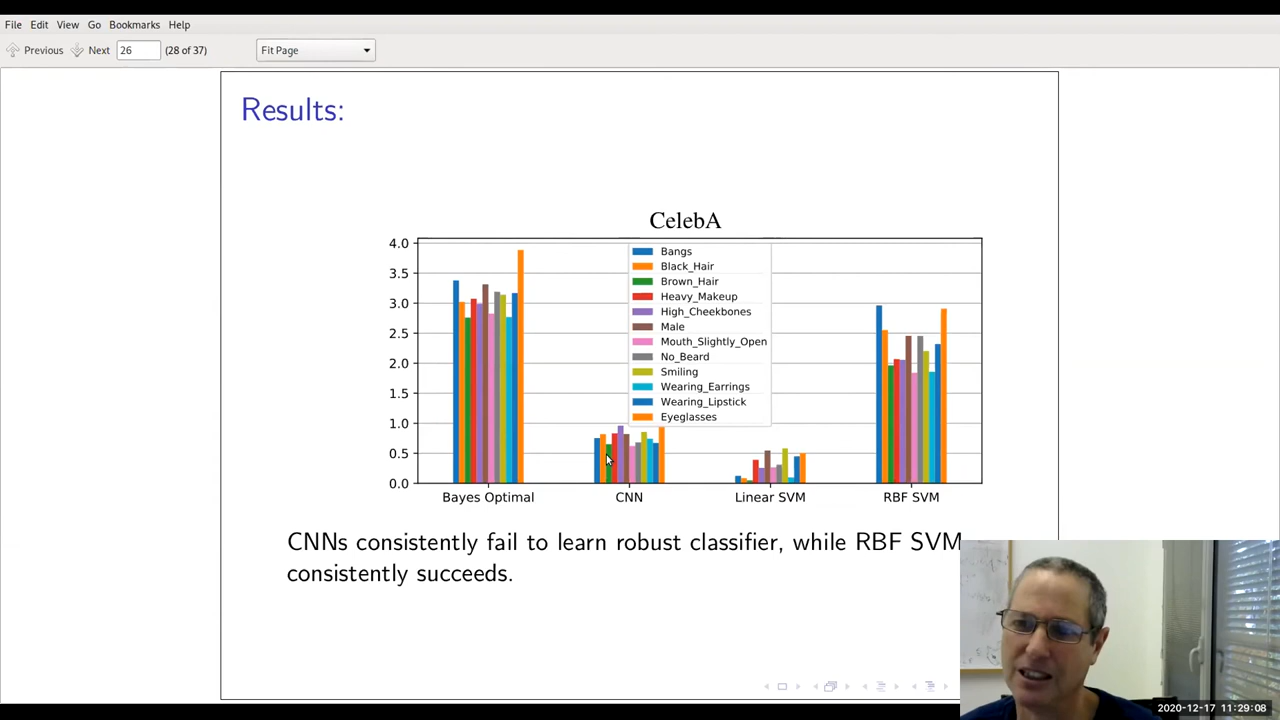 File Edit View Go Bookmarks Help
Previous Next 26 (28 of 37) Fit Page
Results:
CelebA
4.0
3.5
3.0
2.5
2.0
1.5
1.0
0.5
0.0
Bangs
Black_Hair
Brown_Hair
Heavy_Makeup
High_Cheekbones
Male
Mouth_Slightly_Open
No_Beard
Smiling
Wearing_Earrings
Wearing_Lipstick
Eyeglasses
Bayes Optimal CNN Linear SVM RBF SVM
CNNs consistently fail to learn robust classifier, while RBF SVM
consistently succeeds.
2020-12-17 11:29:08